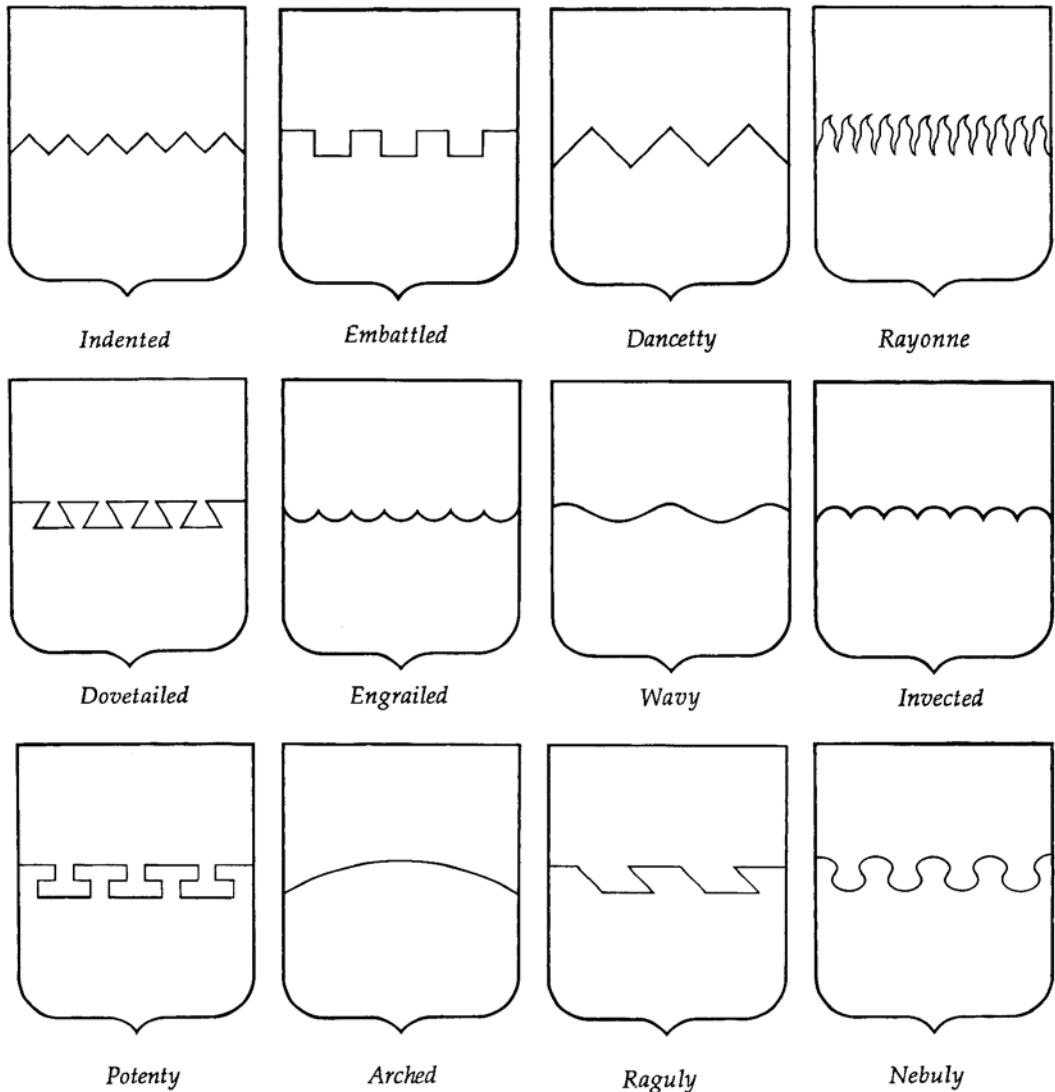 Indented
Embattled
Dancetty
Rayonne
Dovetailed
Engrailed
Wavy
Invected
Potenty
Arched
Raguly
Nebuly